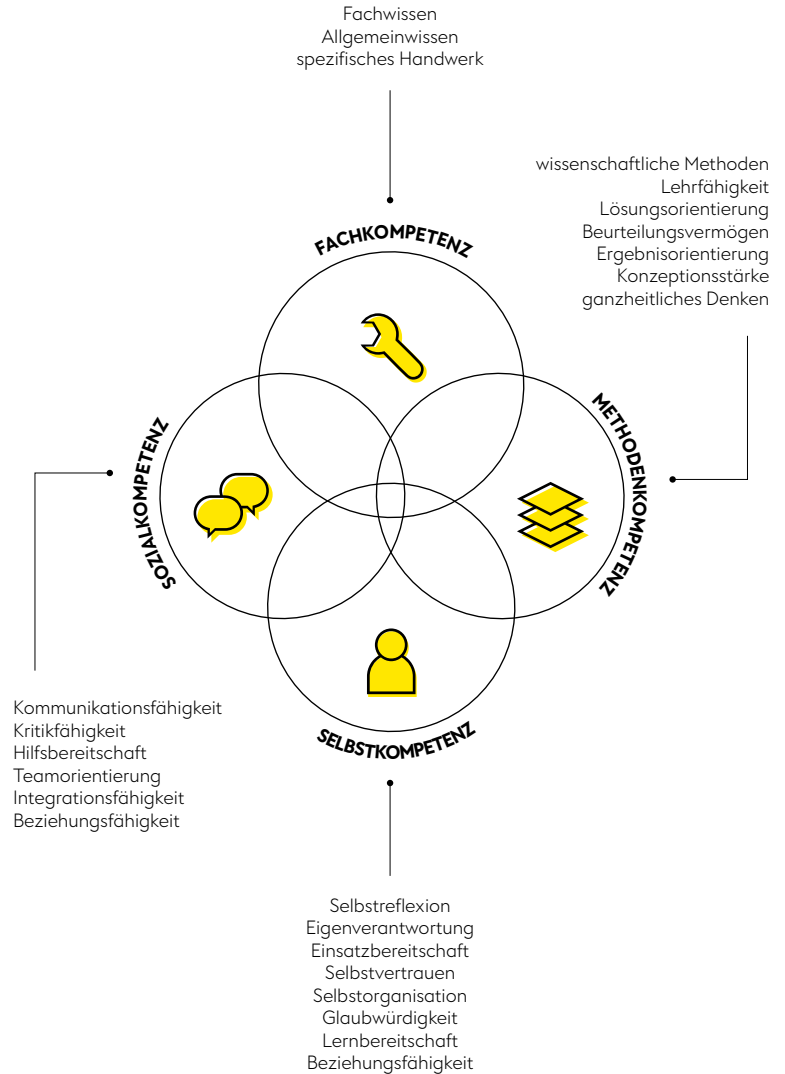 Fachwissen
Allgemeinwissen
spezifisches Handwerk
wissenschaftliche Methoden
Lehrfähigkeit
Lösungsorientierung
Beurteilungsvermögen
Ergebnisorientierung
Konzeptionsstärke
ganzheitliches Denken
FACHKOMPETENZ
METHODENKOMPETENZ
SOZIALKOMPETENZ
SELBSTKOMPETENZ
Kommunikationsfähigkeit
Kritikfähigkeit
Hilfsbereitschaft
Teamorientierung
Integrationsfähigkeit
Beziehungsfähigkeit
Selbstreflexion
Eigenverantwortung
Einsatzbereitschaft
Selbstvertrauen
Selbstorganisation
Glaubwürdigkeit
Lernbereitschaft
Beziehungsfähigkeit